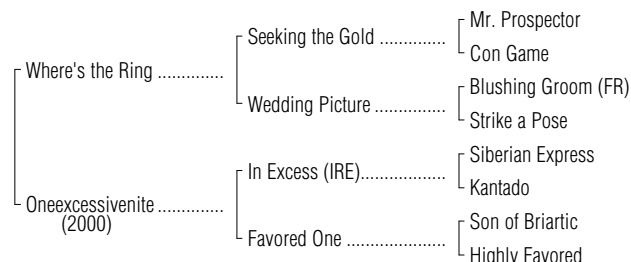 Mr. Prospector
Seeking the Gold ..............
Con Game
Where's the Ring .............
Blushing Groom (FR)
Wedding Picture ...............
Strike a Pose
Siberian Express
In Excess (IRE)..................
Kantado
Oneexcessivenite .............
(2000)
Son of Briartic
Favored One ....................
Highly Favored